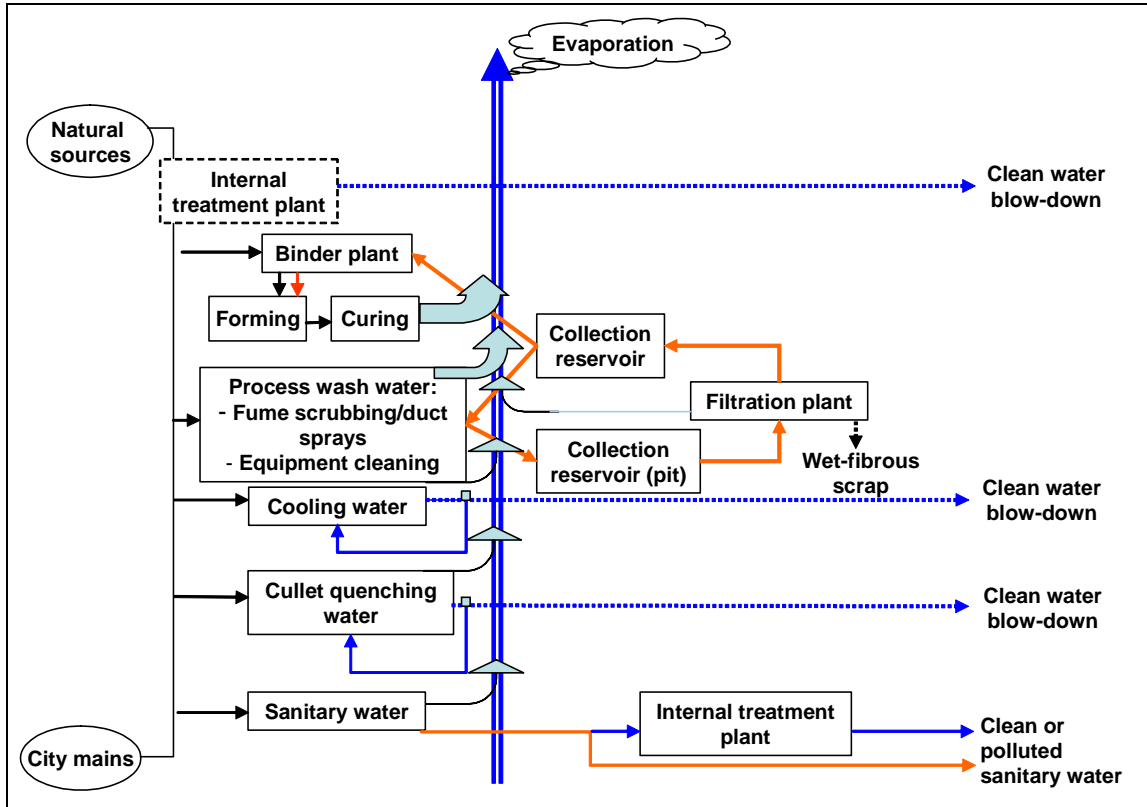 Evaporation
Natural
sources
Internal
treatment plant
Clean water
blow-down
Binder plant
Forming
Curing
Collection
reservoir
Process wash water:
- Fume scrubbing/duct
sprays
- Equipment cleaning
Filtration plant
Collection
reservoir (pit)
Wet-fibrous
scrap
Cooling water
Clean water
blow-down
Cullet quenching
water
Clean water
blow-down
Sanitary water
Internal treatment
plant
Clean or
polluted
sanitary water
City mains